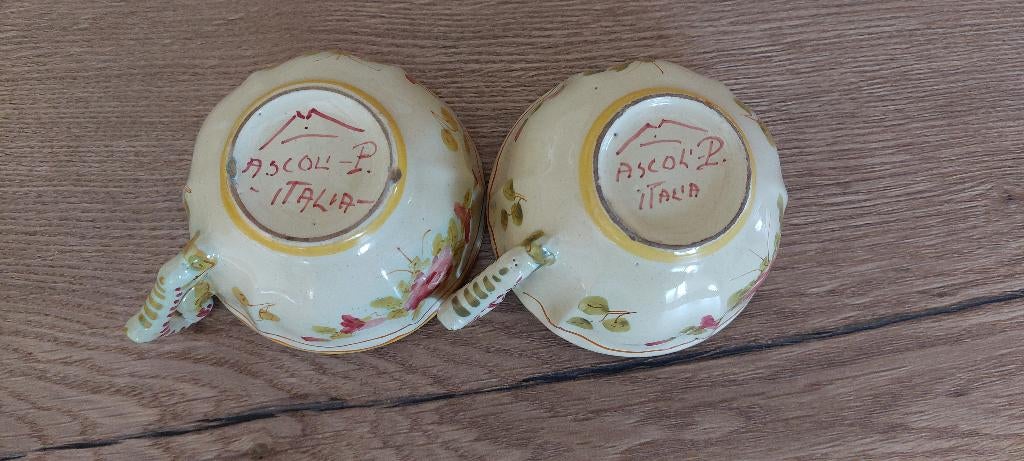 ASCOLI-P.
-ITALIA-
ASCOLI P.
ITALIA